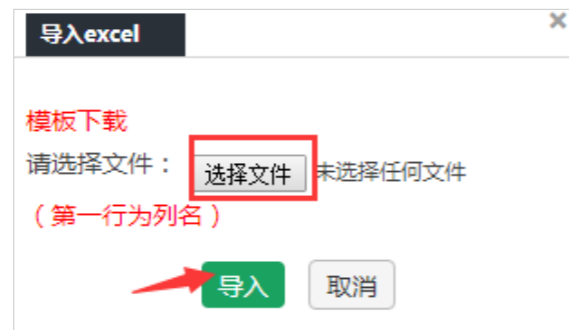 导入excel
模板下载
请选择文件： 选择文件 未选择任何文件
（第一行为列名）
导入 取消